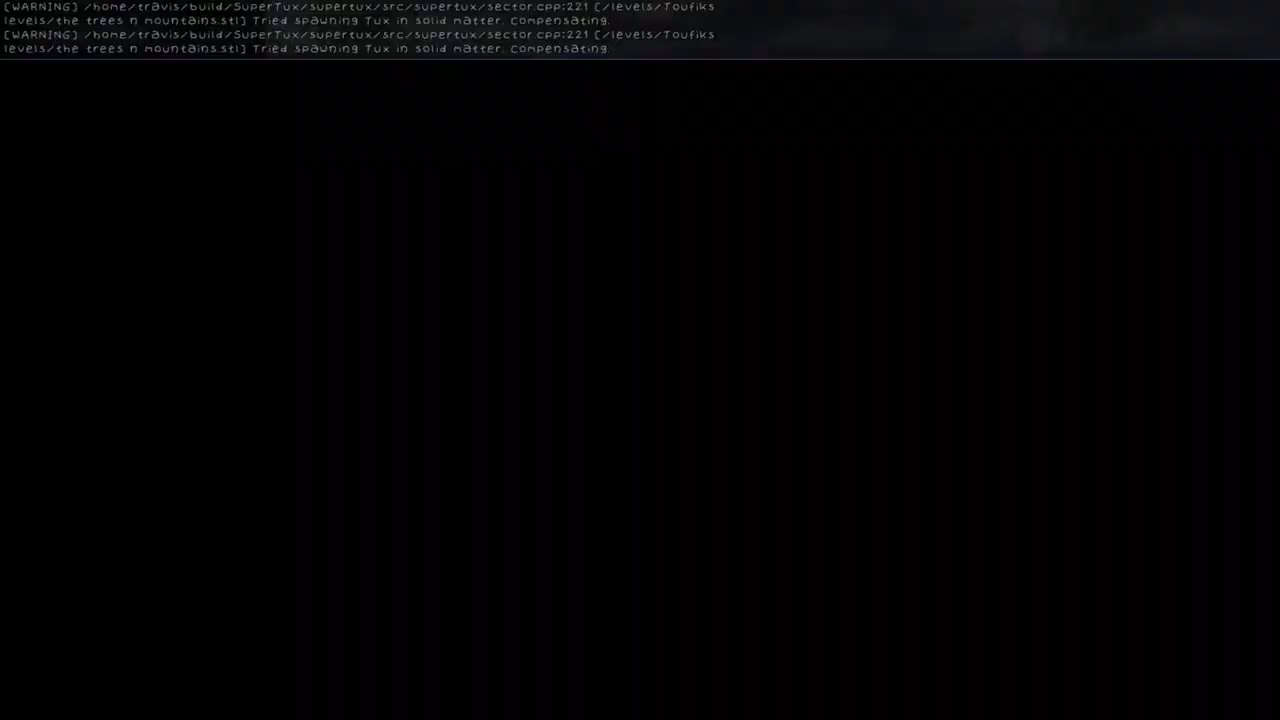 [WARNING] /home/travis/build/SuperTux/supertux/src/supertux/sector.cpp:221 [/levels/Toufiks
levels/the trees n mountains.stl] Tried spawning Tux in solid matter. Compensating.
[WARNING] /home/travis/build/SuperTux/supertux/src/supertux/sector.cpp:221 [/levels/Toufiks
levels/the trees n mountains.stl] Tried spawning Tux in solid matter. Compensating.